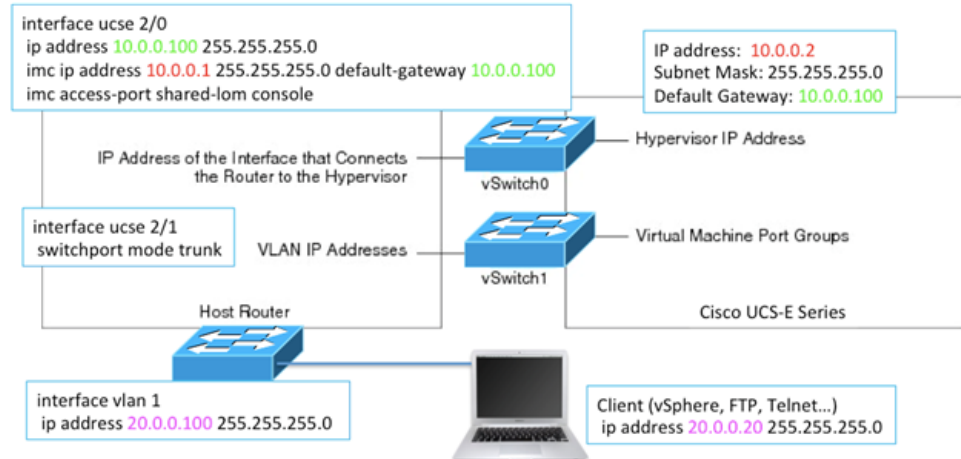 interface ucse 2/0
ip address 10.0.0.100 255.255.255.0
imc ip address 10.0.0.1 255.255.255.0 default-gateway 10.0.0.100
imc access-port shared-lom console
IP address: 10.0.0.2
Subnet Mask: 255.255.255.0
Default Gateway: 10.0.0.100
IP Address of the Interface that Connects
the Router to the Hypervisor
vSwitch0
Hypervisor IP Address
interface ucse 2/1
switchport mode trunk
VLAN IP Addresses
vSwitch1
Virtual Machine Port Groups
Host Router
Cisco UCS-E Series
interface vlan 1
ip address 20.0.0.100 255.255.255.0
Client (vSphere, FTP, Telnet...)
ip address 20.0.0.20 255.255.255.0